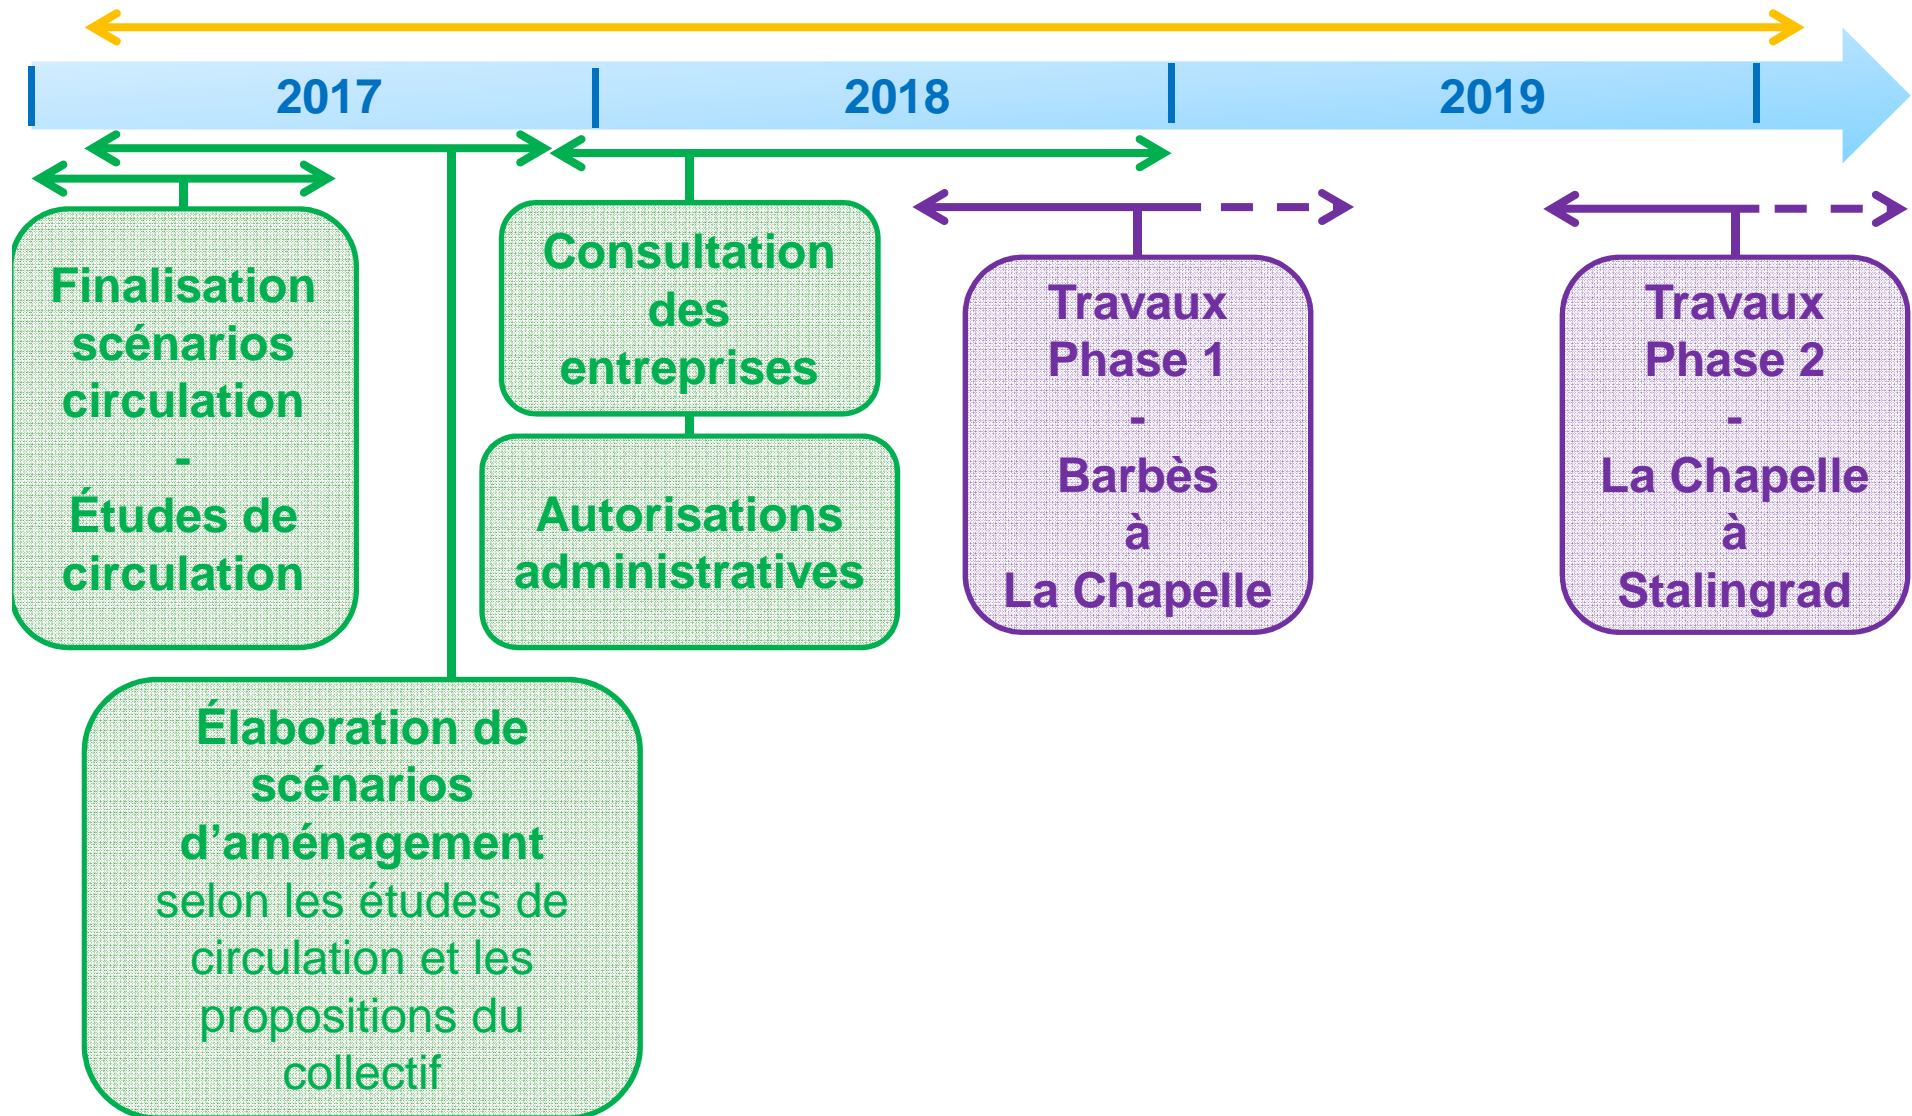 2017
2018
2019
Finalisation
scénarios
circulation
-
Études de
circulation
Consultation
des
entreprises
Autorisations
administratives
Travaux
Phase 1
-
Barbès
à
La Chapelle
Travaux
Phase 2
-
La Chapelle
à
Stalingrad
Élaboration de
scénarios
d’aménagement
selon les études de
circulation et les
propositions du
collectif